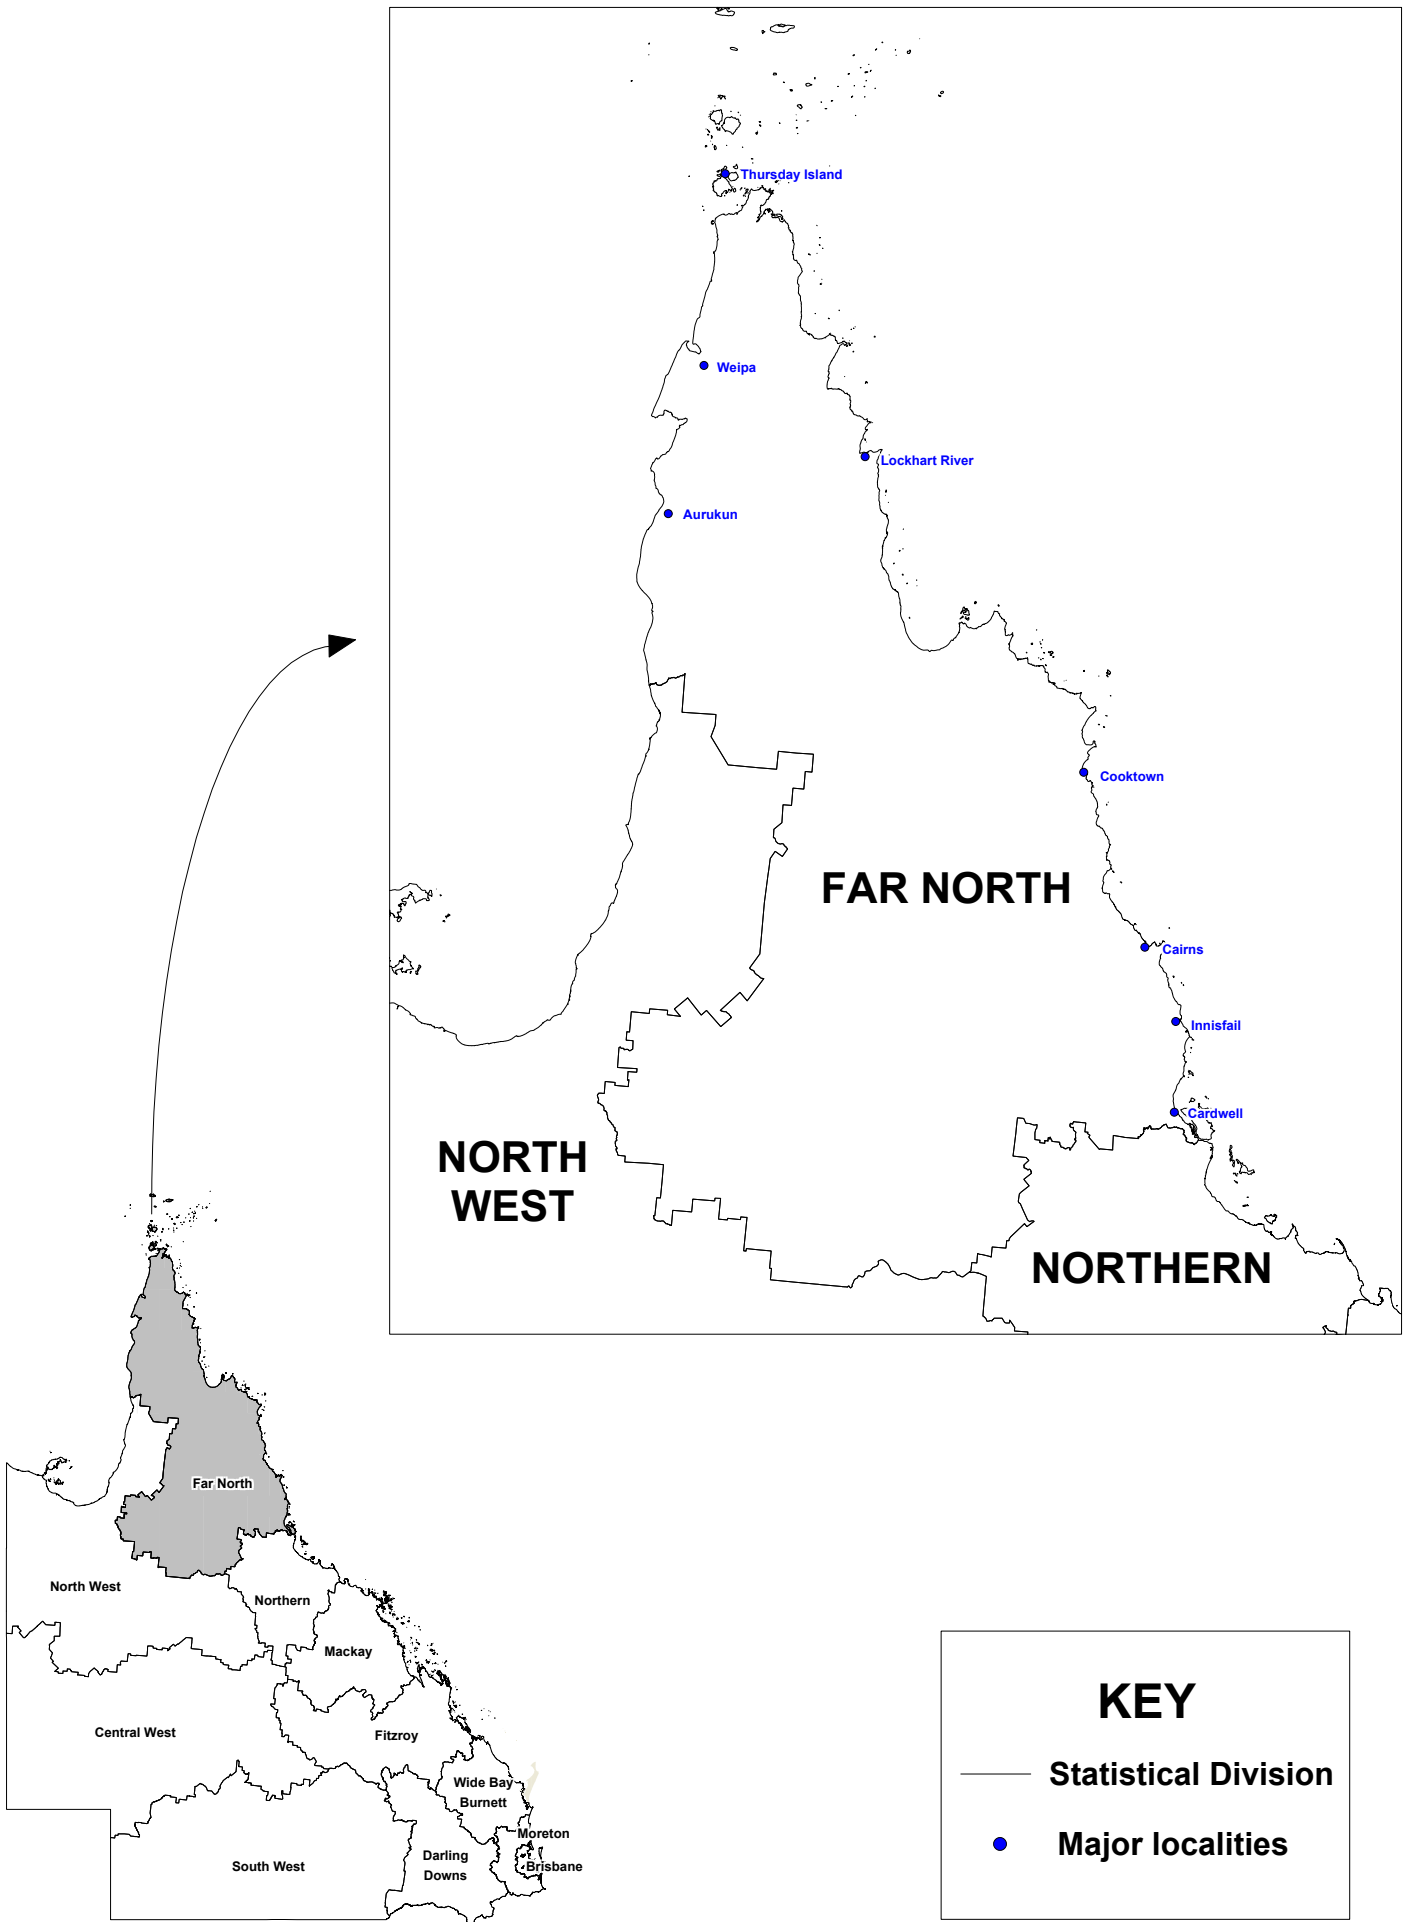 Thursday Island
Weipa
Lockhart River
Aurukun
Cooktown
FAR NORTH
Cairns
Innisfail
Cardwell
NORTH
WEST
NORTHERN
Far North
North West
Northern
Mackay
Central West
Fitzroy
Wide Bay
Burnett
Moreton
Darling
Downs
South West
Brisbane
KEY
Statistical Division
Major localities